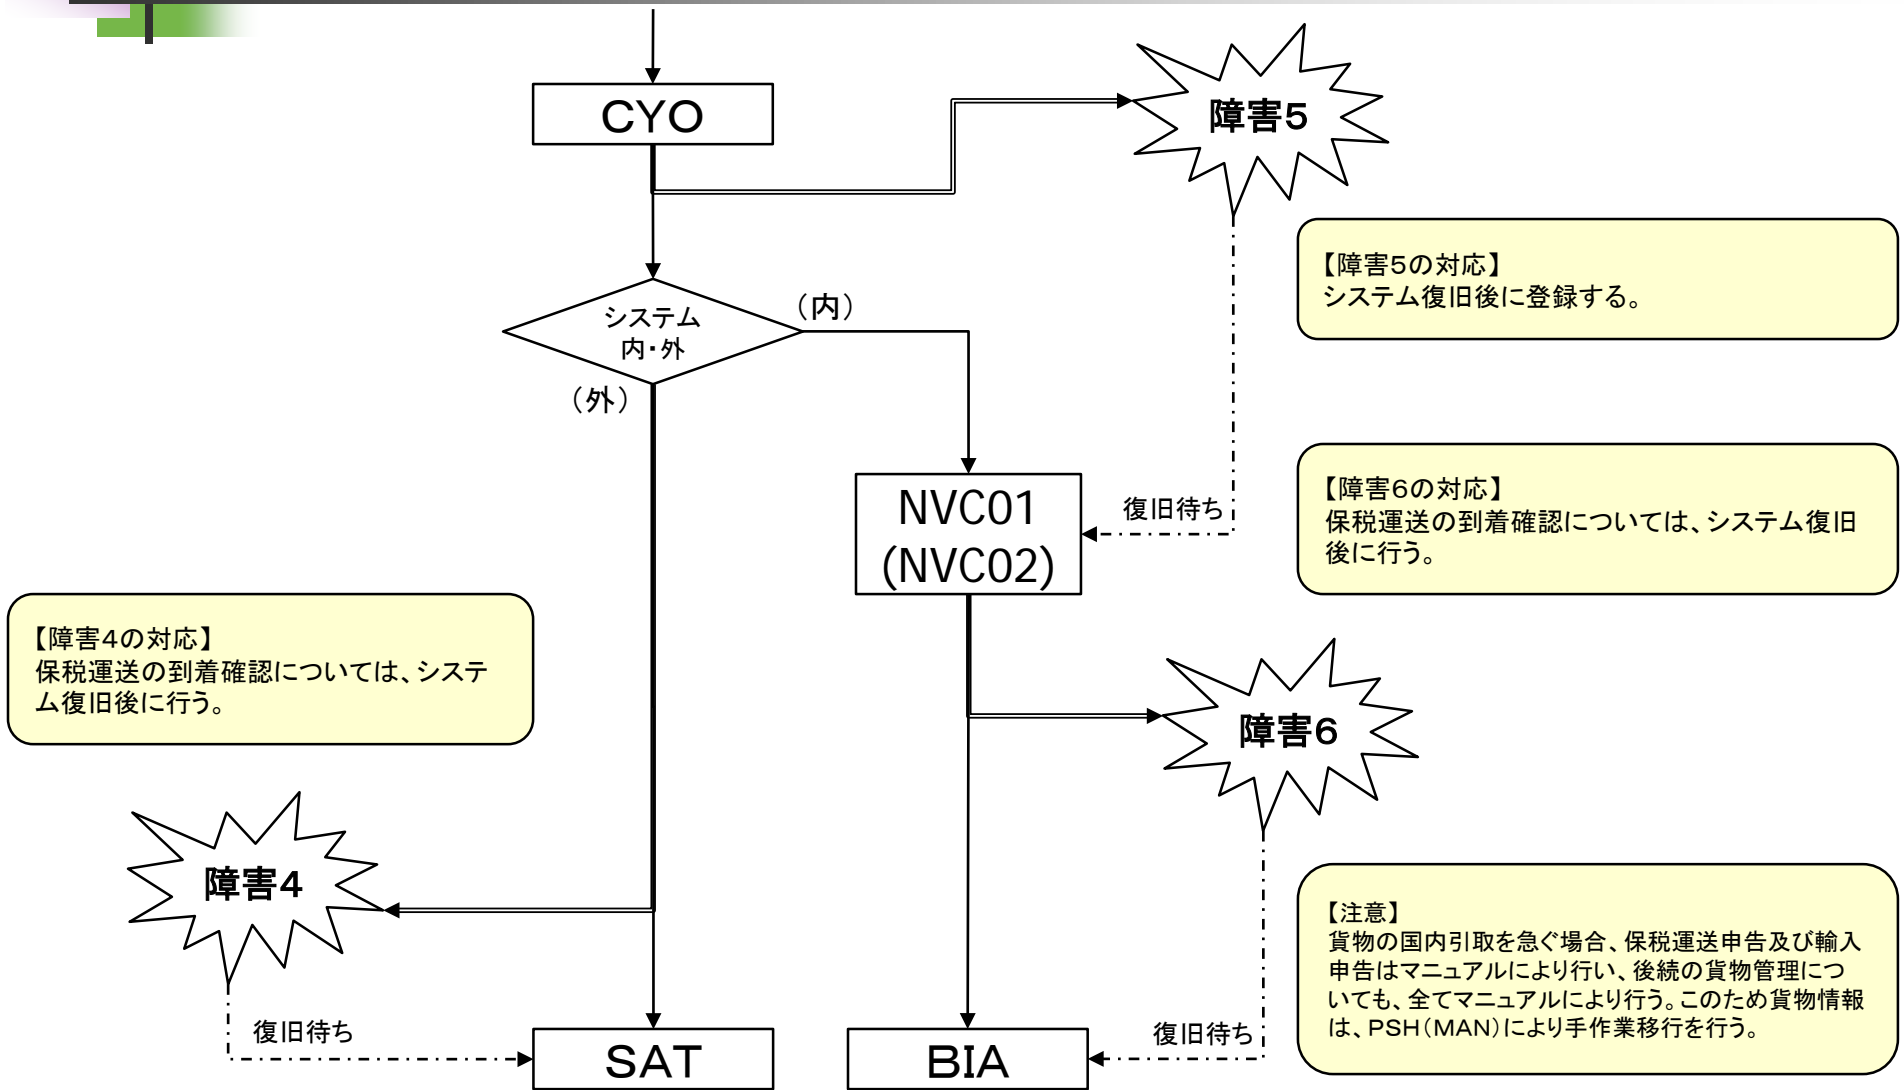 CYO
障害5
【障害5の対応】
システム復旧後に登録する。
システム
内・外
（内）
（外）
NVC01
(NVC02)
復旧待ち
【障害6の対応】
保税運送の到着確認については、システム復旧
後に行う。
【障害4の対応】
保税運送の到着確認については、システ
ム復旧後に行う。
障害6
障害4
【注意】
貨物の国内引取を急ぐ場合、保税運送申告及び輸入
申告はマニュアルにより行い、後続の貨物管理につ
いても、全てマニュアルにより行う。このため貨物情報
は、PSH（MAN）により手作業移行を行う。
復旧待ち
SAT
復旧待ち
BIA